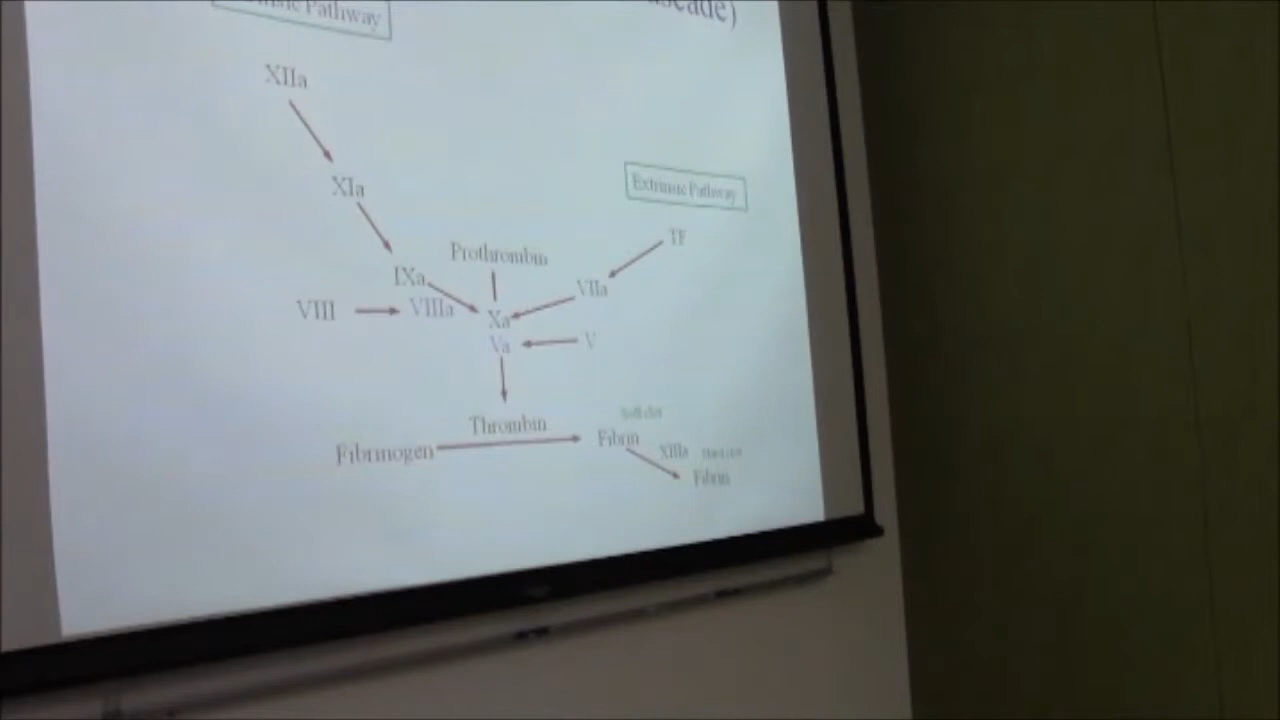 Pathway
XIIa
XIa
Extrinsic Pathway
TF
Prothrombin
IXa
VIIa
VIII
VIIIa
Xa
Va
V
Thrombin
Fibrinogen
Fibrin
XIIIa
Fibrin